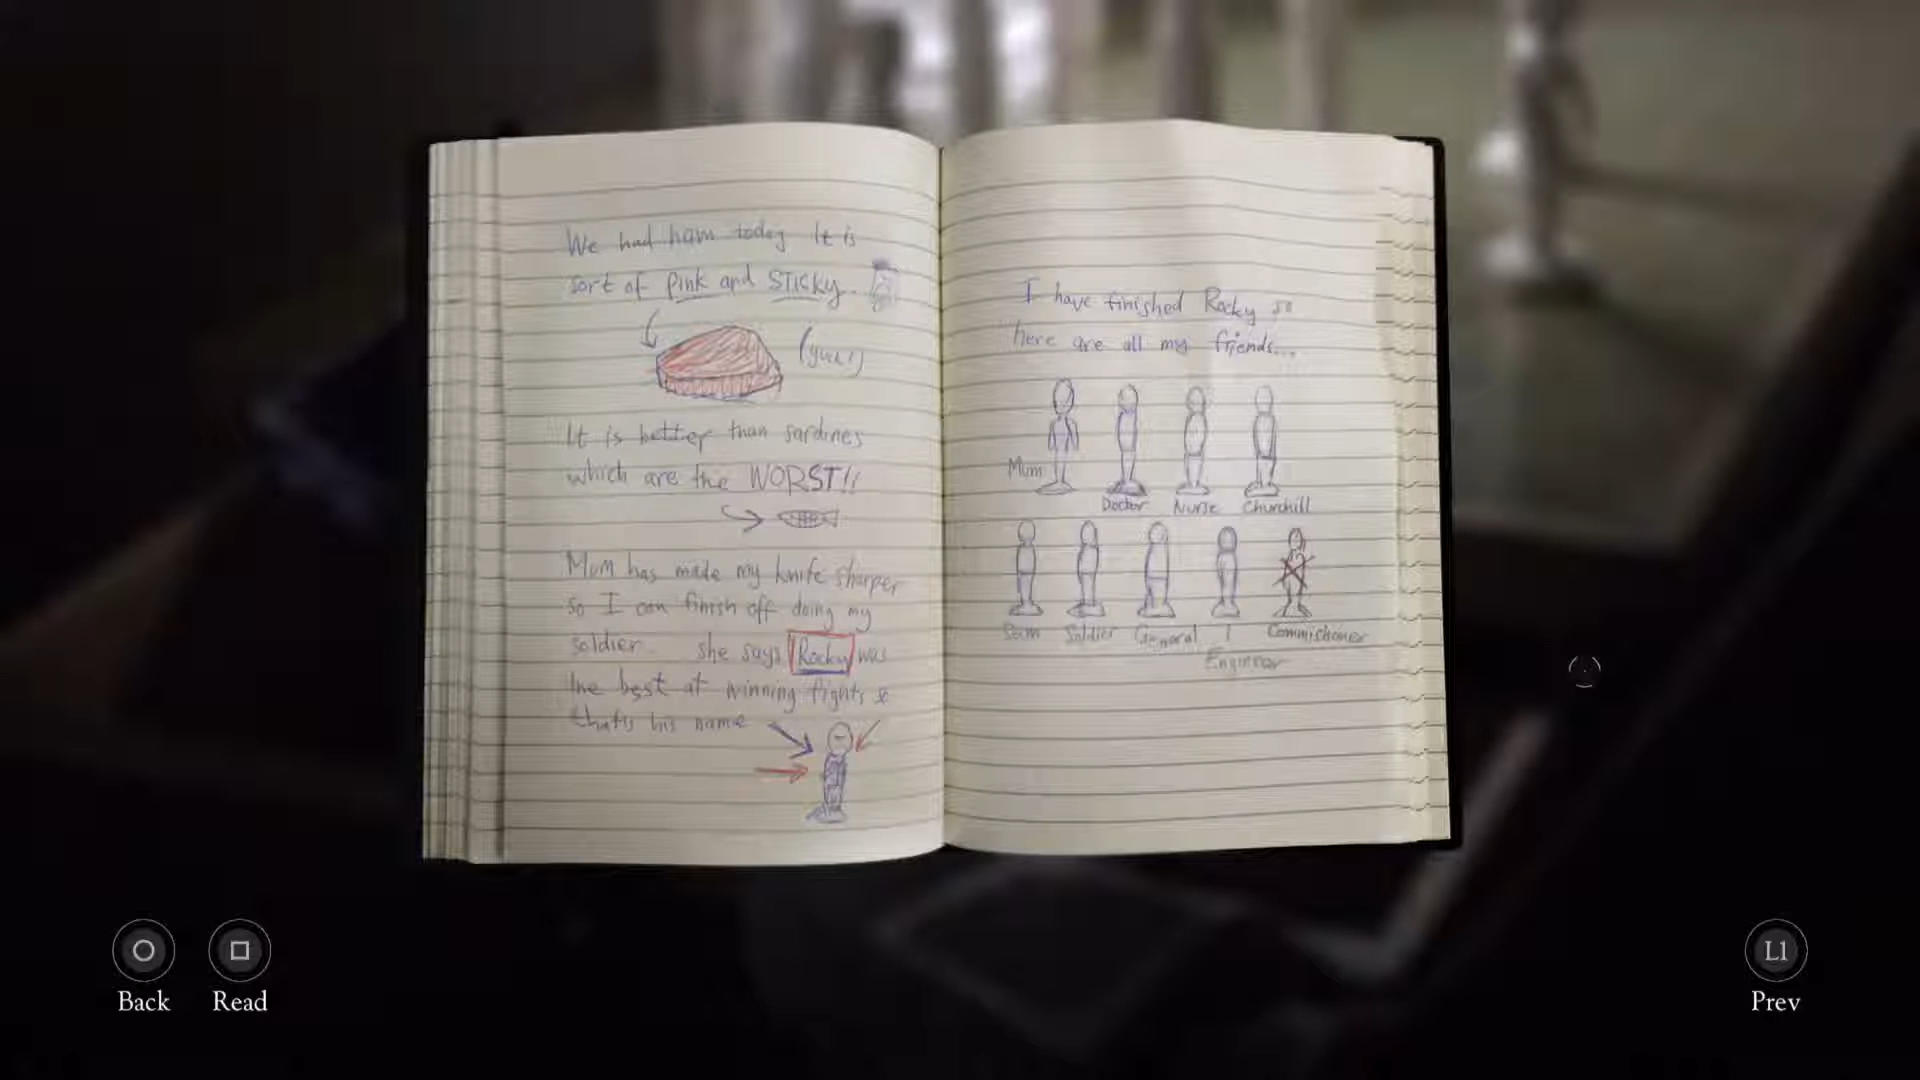 We had ham today It is
sort of pink and STICKY.
(yuck!)
It is better than sardines
which are the WORST!!
Mum has made my knife sharper
so I can finish off doing my
soldier she says Rocky was
the best at winning fights so
thats his name
I have finished Rocky so
here are all my friends...
Mum
Doctor Nurse Churchill
Soldier General Commishoner
Engineer
Back Read
L1
Prev